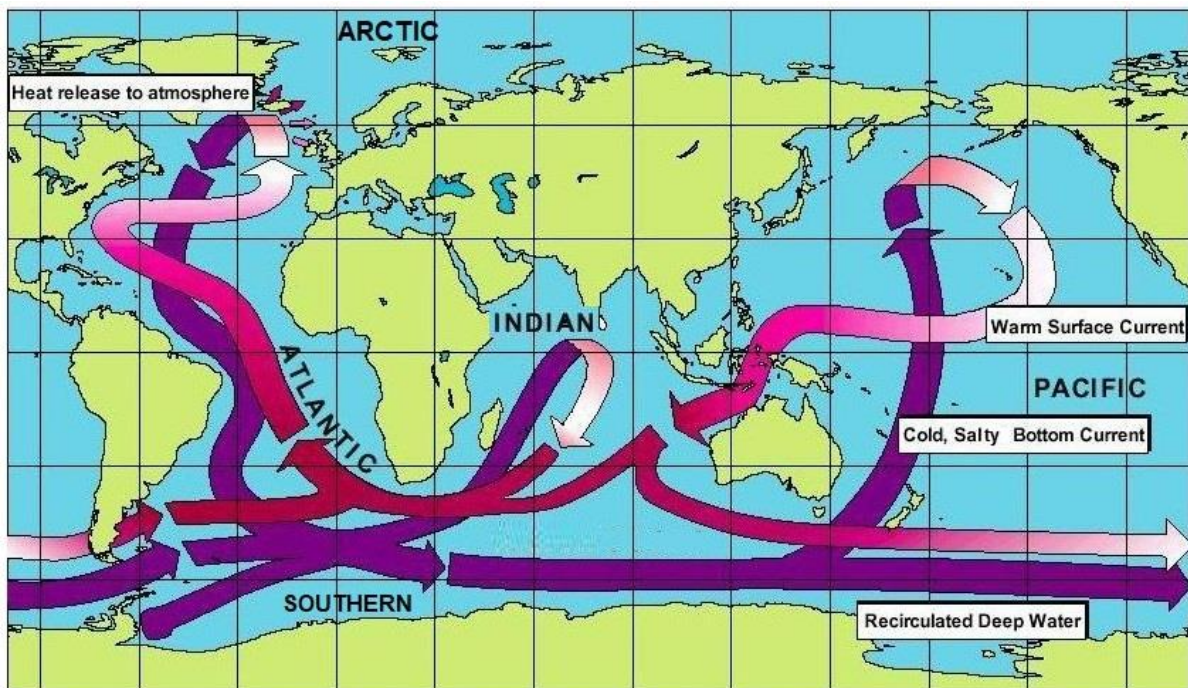 ARCTIC
Heat release to atmosphere
INDIAN
Warm Surface Current
ATLANTIC
PACIFIC
Cold, Salty Bottom Current
SOUTHERN
Recirculated Deep Water